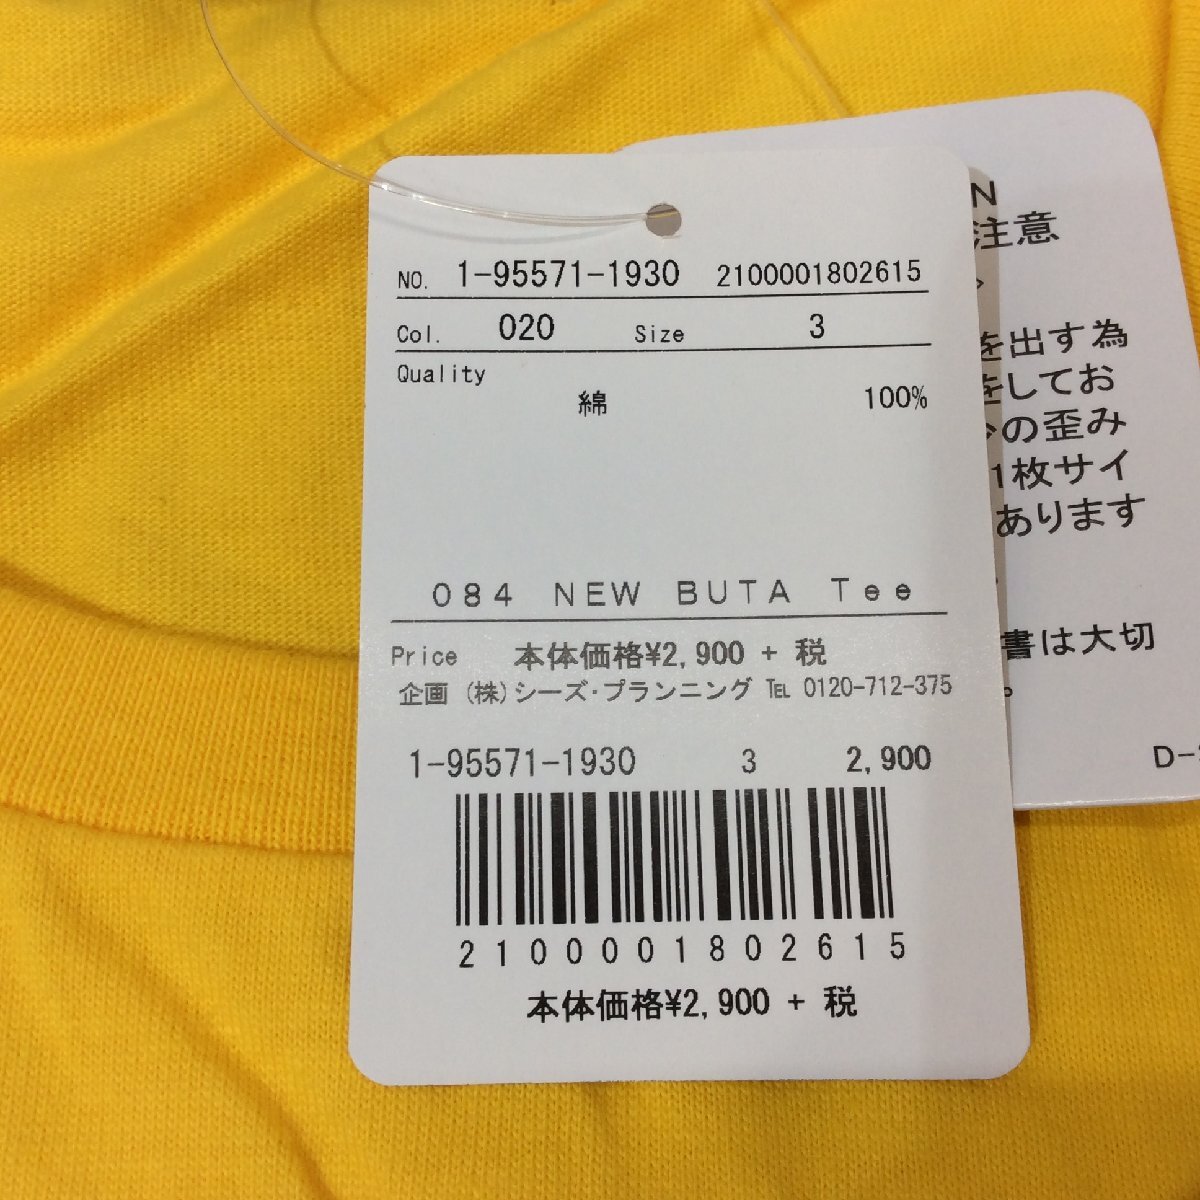 NO. 1-95571-1930 2100001802615
Col. 020 Size 3
Quality
綿 100%
084 NEW BUTA Tee
Price 本体価格¥2,900 + 税
企画 (株)シーズ・プランニング ℡ 0120-712-375
1-95571-1930 3 2,900
2100001802615
本体価格¥2,900 + 税
N
注意
を出す為
をしてお
の歪み
1枚サイ
あります
書は大切
。
D-